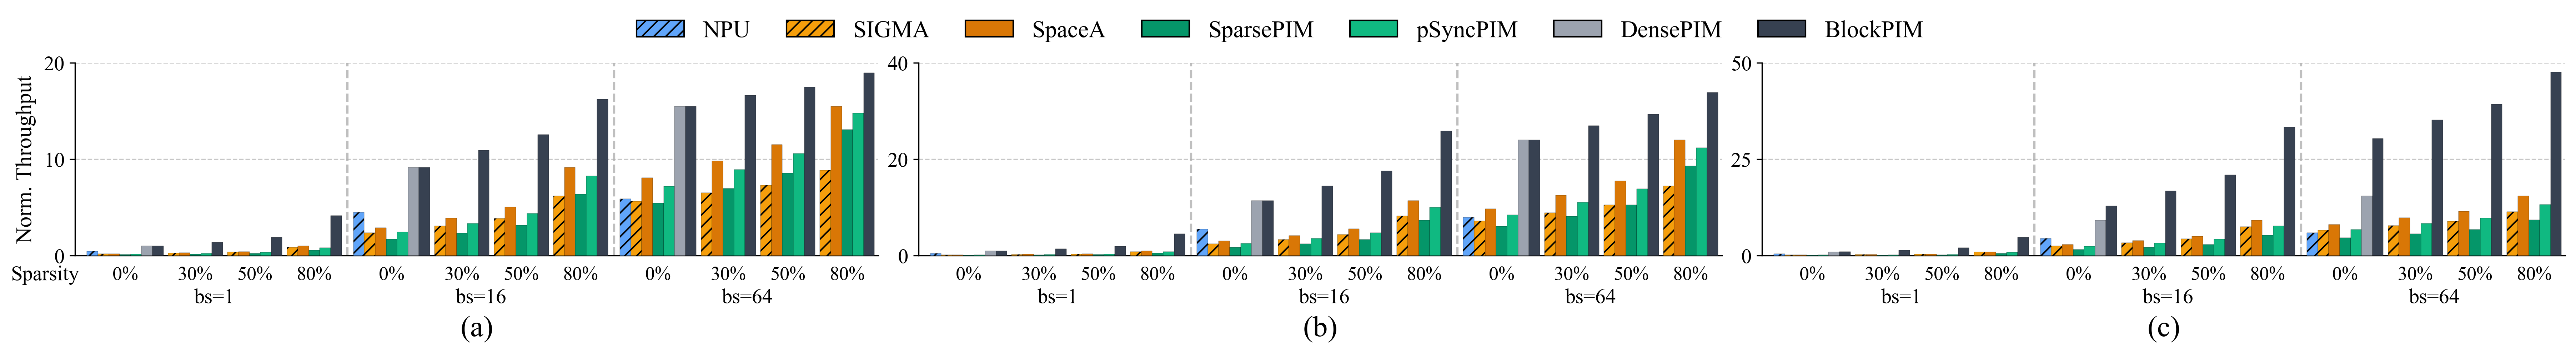 NPU SIGMA SpaceA SparsePIM pSyncPIM DensePIM BlockPIM
Norm. Throughput
20
10
0
Sparsity 0% 30% 50% 80% 0% 30% 50% 80% 0% 30% 50% 80%
bs=1 bs=16 bs=64
(a)
40
20
0
0% 30% 50% 80% 0% 30% 50% 80% 0% 30% 50% 80%
bs=1 bs=16 bs=64
(b)
50
25
0
0% 30% 50% 80% 0% 30% 50% 80% 0% 30% 50% 80%
bs=1 bs=16 bs=64
(c)